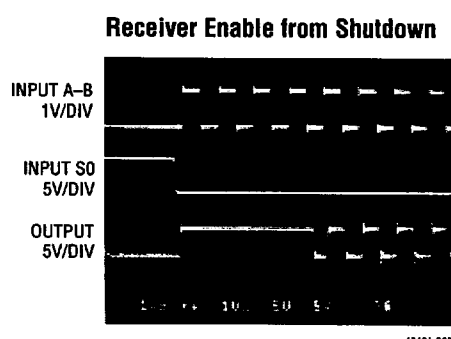 Receiver Enable from Shutdown
INPUT A–B
1V/DIV
INPUT S0
5V/DIV
OUTPUT
5V/DIV